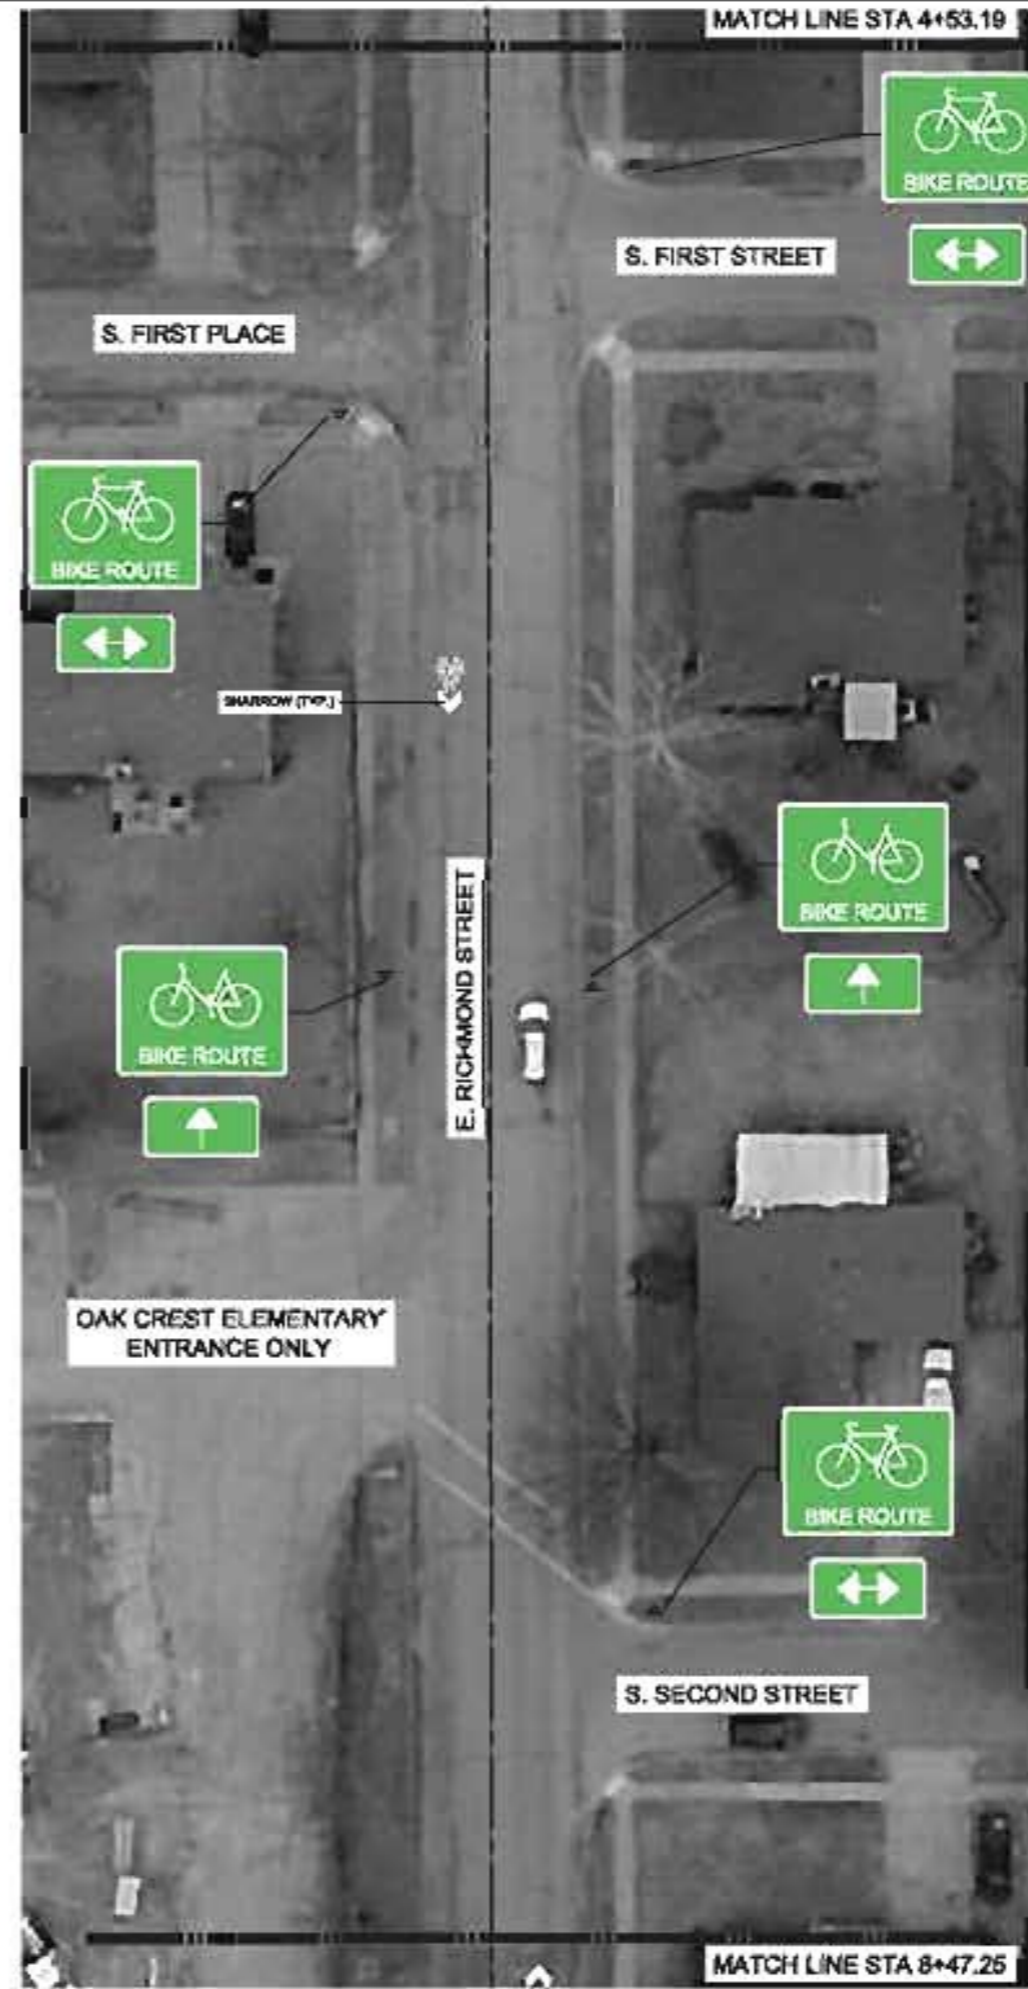 MATCH LINE STA 4+53.19
BIKE ROUTE
S. FIRST STREET
S. FIRST PLACE
BIKE ROUTE
SHARROW (TYP.)
BIKE ROUTE
E. RICHMOND STREET
BIKE ROUTE
OAK CREST ELEMENTARY
ENTRANCE ONLY
BIKE ROUTE
S. SECOND STREET
MATCH LINE STA 8+47.25